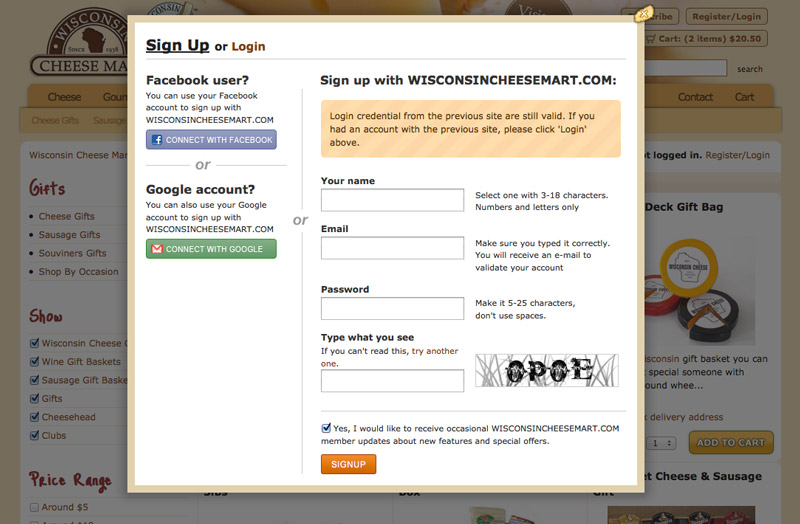 WISCONSIN
Since 1938
CHEESE MART
Register/Login
Cart: (2 items) $20.50
search
Cheese
Contact
Cart
Cheese Gifts
Sign Up or Login
Facebook user?
You can use your Facebook
account to sign up with
WISCONSINCHEESEMART.COM
CONNECT WITH FACEBOOK
or
Google account?
You can also use your Google
account to sign up with
WISCONSINCHEESEMART.COM
CONNECT WITH GOOGLE
or
Sign up with WISCONSINCHEESEMART.COM:
Login credential from the previous site are still valid. If you
had an account with the previous site, please click 'Login'
above.
Your name
Select one with 3-18 characters.
Numbers and letters only
Email
Make sure you typed it correctly.
You will receive an e-mail to
validate your account
Password
Make it 5-25 characters,
don't use spaces.
Type what you see
If you can't read this, try another
one.
OPOE
Yes, I would like to receive occasional WISCONSINCHEESEMART.COM
member updates about new features and special offers.
SIGNUP
Wisconsin Cheese Mar
Gifts
Cheese Gifts
Sausage Gifts
Souviners Gifts
Shop By Occasion
Show
Wisconsin Cheese
Wine Gift Baskets
Sausage Gift Bask
Gifts
Cheesehead
Clubs
Price Range
Around $5
ot logged in. Register/Login
Deck Gift Bag
WISCONSIN CHEESE
isconsin gift basket you can
special someone with
ound whee...
k delivery address
1
ADD TO CART
et Cheese & Sausage
Gift
Box